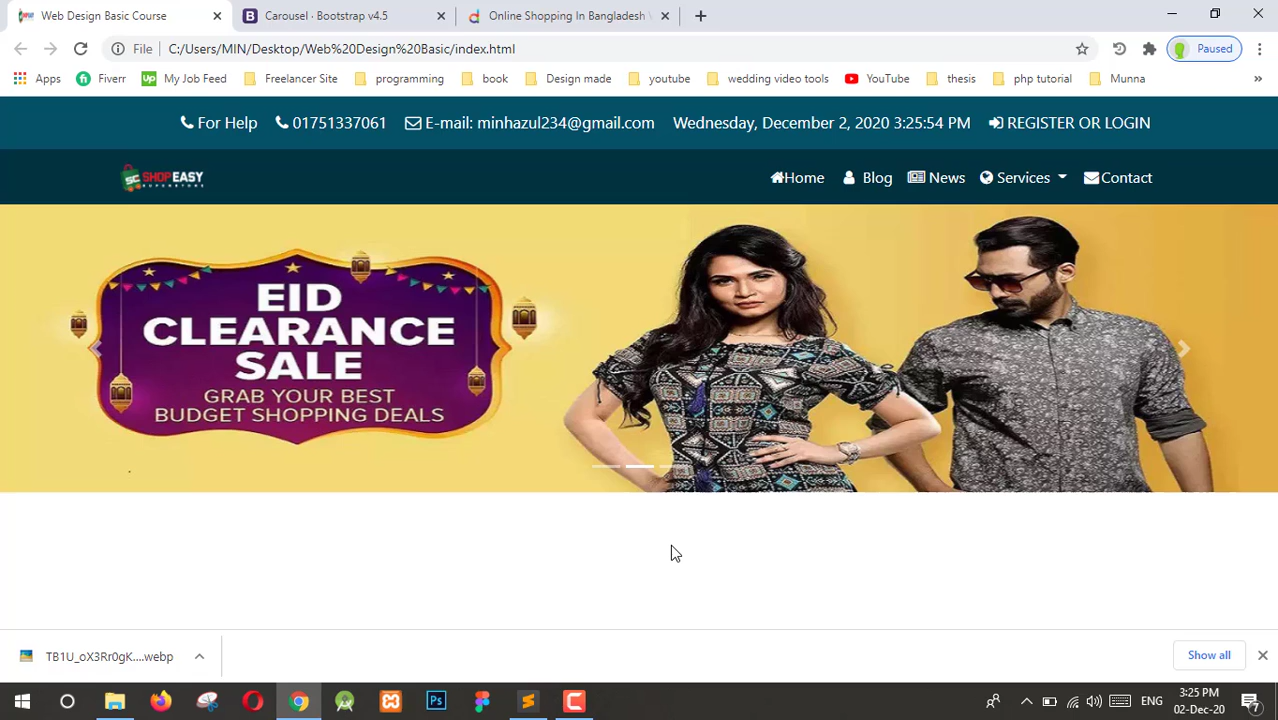 Web Design Basic Course
Carousel · Bootstrap v4.5
Online Shopping In Bangladesh
File
C:/Users/MIN/Desktop/Web%20Design%20Basic/index.html
Paused
Apps
Fiverr
My Job Feed
Freelancer Site
programming
book
Design made
youtube
wedding video tools
YouTube
thesis
php tutorial
Munna
For Help
01751337061
E-mail: minhazul234@gmail.com
Wednesday, December 2, 2020 3:25:54 PM
REGISTER OR LOGIN
SHOPEASY
SUPERSTORE
Home
Blog
News
Services
Contact
EID
CLEARANCE
SALE
GRAB YOUR BEST
BUDGET SHOPPING DEALS
TB1U_oX3Rr0gK....webp
Show all
ENG
3:25 PM
02-Dec-20
7